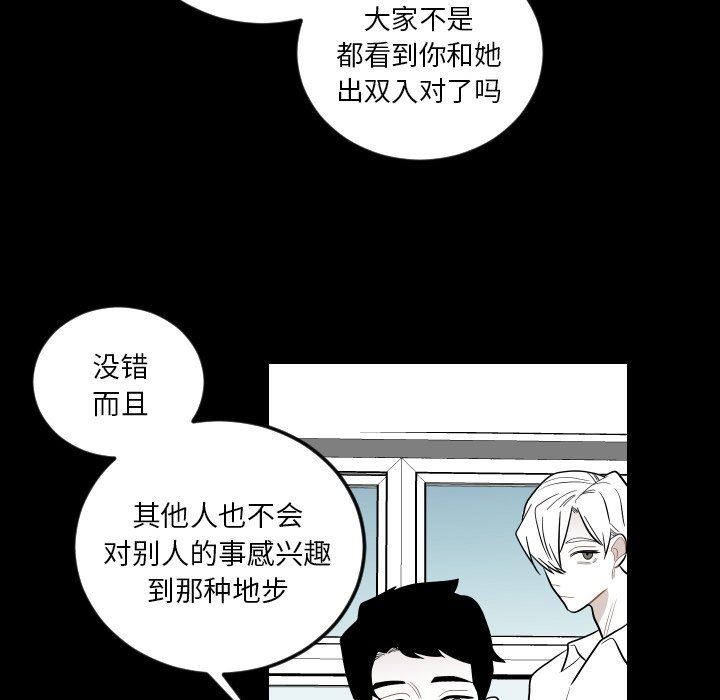 大家不是
都看到你和她
出双入对了吗
没错
而且
其他人也不会
对别人的事感兴趣
到那种地步